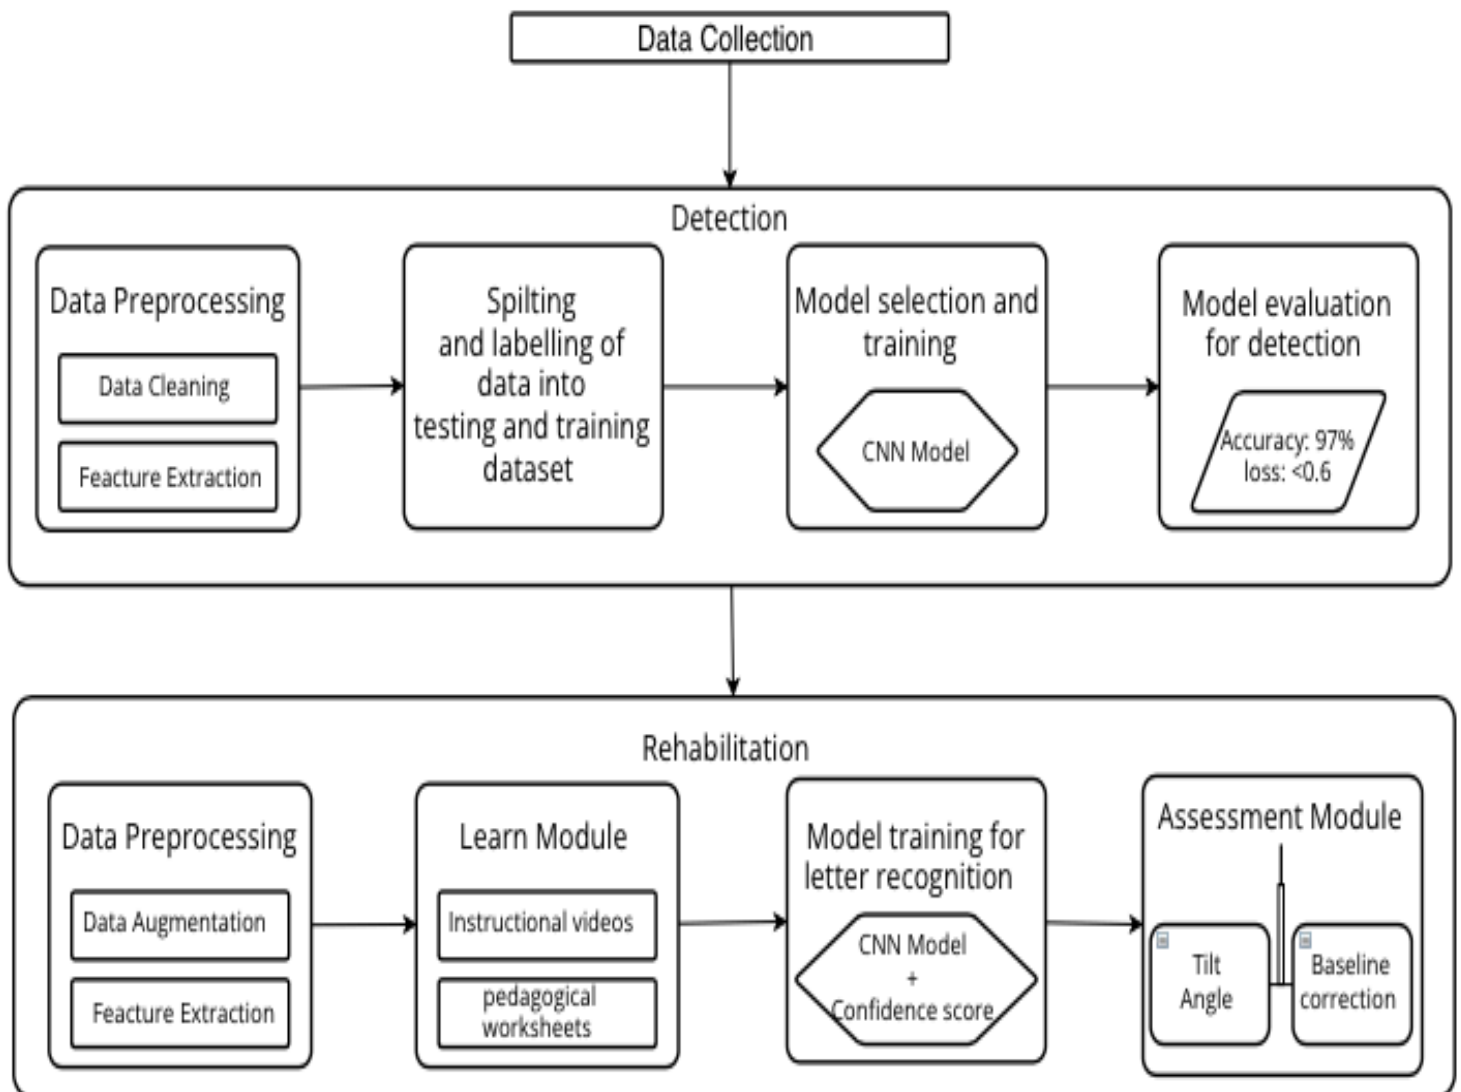 Data Collection
Detection
Data Preprocessing
Data Cleaning
Feacture Extraction
Spilting
and labelling of
data into
testing and training
dataset
Model selection and
training
CNN Model
Model evaluation
for detection
Accuracy: 97%
loss: <0.6
Rehabilitation
Data Preprocessing
Data Augmentation
Feacture Extraction
Learn Module
Instructional videos
pedagogical
worksheets
Model training for
letter recognition
CNN Model
+
Confidence score
Assessment Module
Tilt
Angle
Baseline
correction